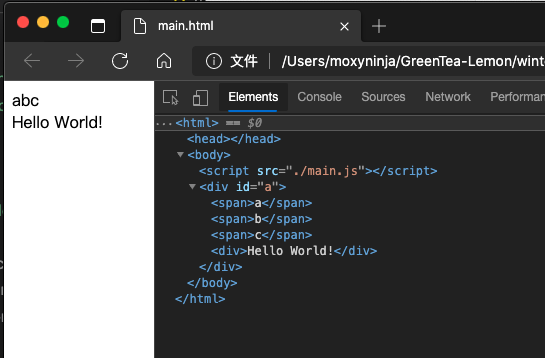 main.html
文件 /Users/moxyninja/GreenTea-Lemon/wint
Elements Console Sources Network Performan
abc
Hello World!
...<html> == $0
<head></head>
<body>
<script src="./main.js"></script>
<div id="a">
<span>a</span>
<span>b</span>
<span>c</span>
<div>Hello World!</div>
</div>
</body>
</html>